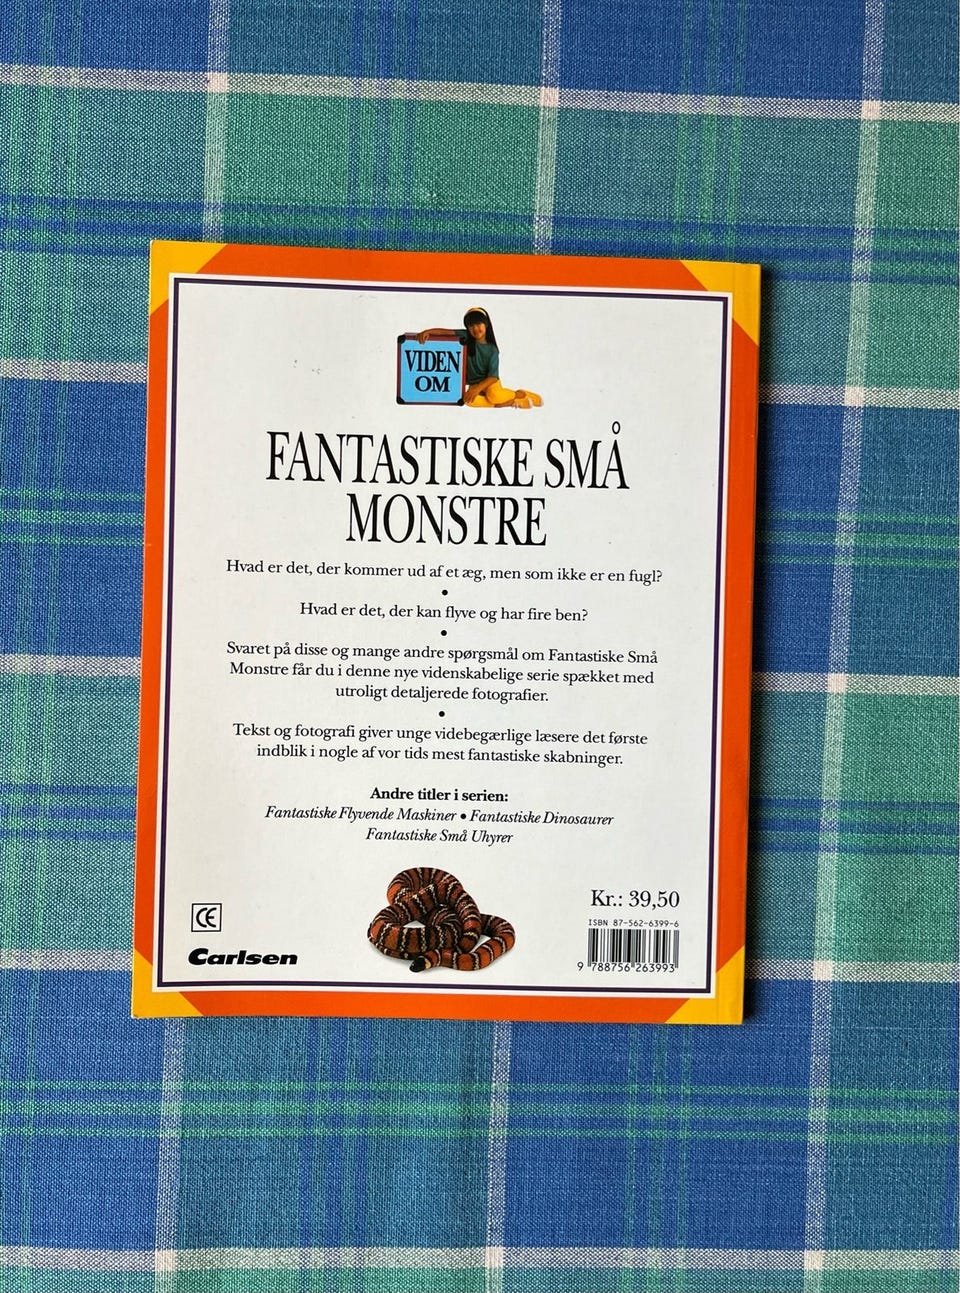 VIDEN
OM
FANTASTISKE SMÅ
MONSTRE
Hvad er det, der kommer ud af et æg, men som ikke er en fugl?
•
Hvad er det, der kan flyve og har fire ben?
•
Svaret på disse og mange andre spørgsmål om Fantastiske Små
Monstre får du i denne nye videnskabelige serie spækket med
utroligt detaljerede fotografier.
•
Tekst og fotografi giver unge videbegærlige læsere det første
indblik i nogle af vor tids mest fantastiske skabninger.
Andre titler i serien:
Fantastiske Flyvende Maskiner • Fantastiske Dinosaurer
Fantastiske Små Uhyrer
CE
Carlsen
Kr.: 39,50
ISBN 87-562-6399-6
9 788756 263993